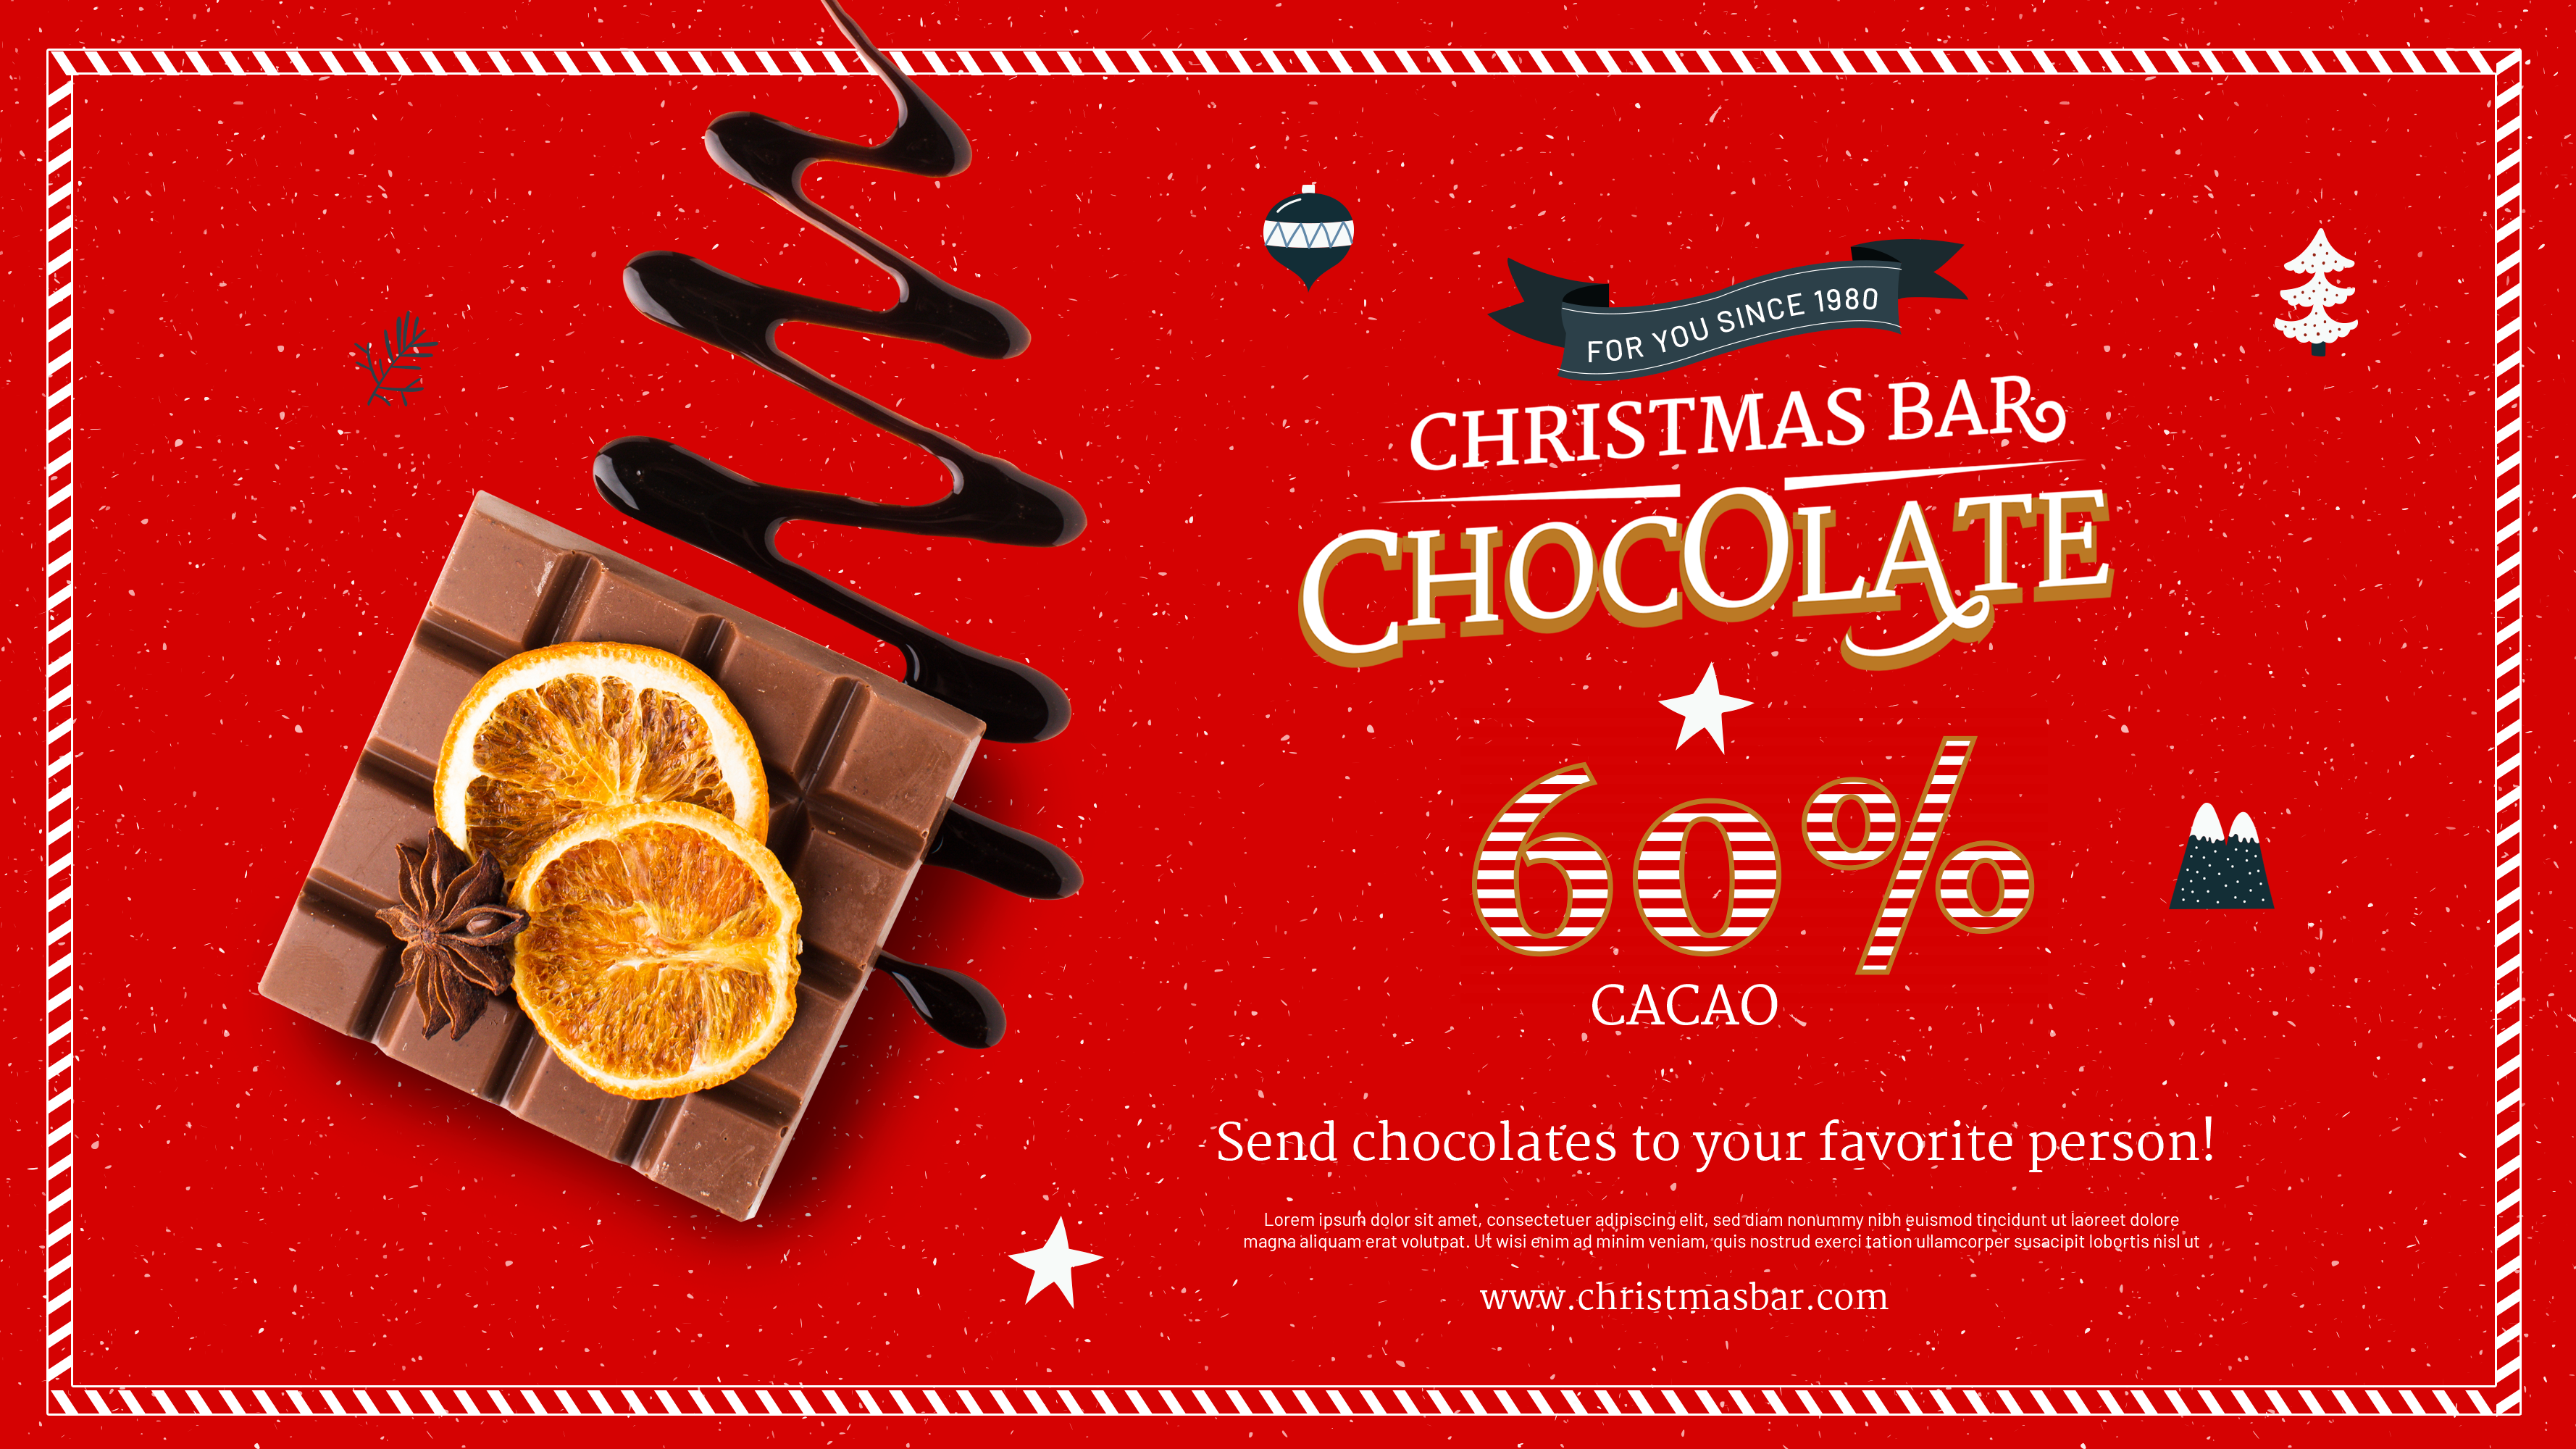 FOR YOU SINCE 1980
CHRISTMAS BAR
CHOCOLATE
60%
CACAO
Send chocolates to your favorite person!
Lorem ipsum dolor sit amet, consectetuer adipiscing elit, sed diam nonummy nibh euismod tincidunt ut laoreet dolore
magna aliquam erat volutpat. Ut wisi enim ad minim veniam, quis nostrud exerci tation ullamcorper suscipit lobortis nisl ut
www.christmasbar.com